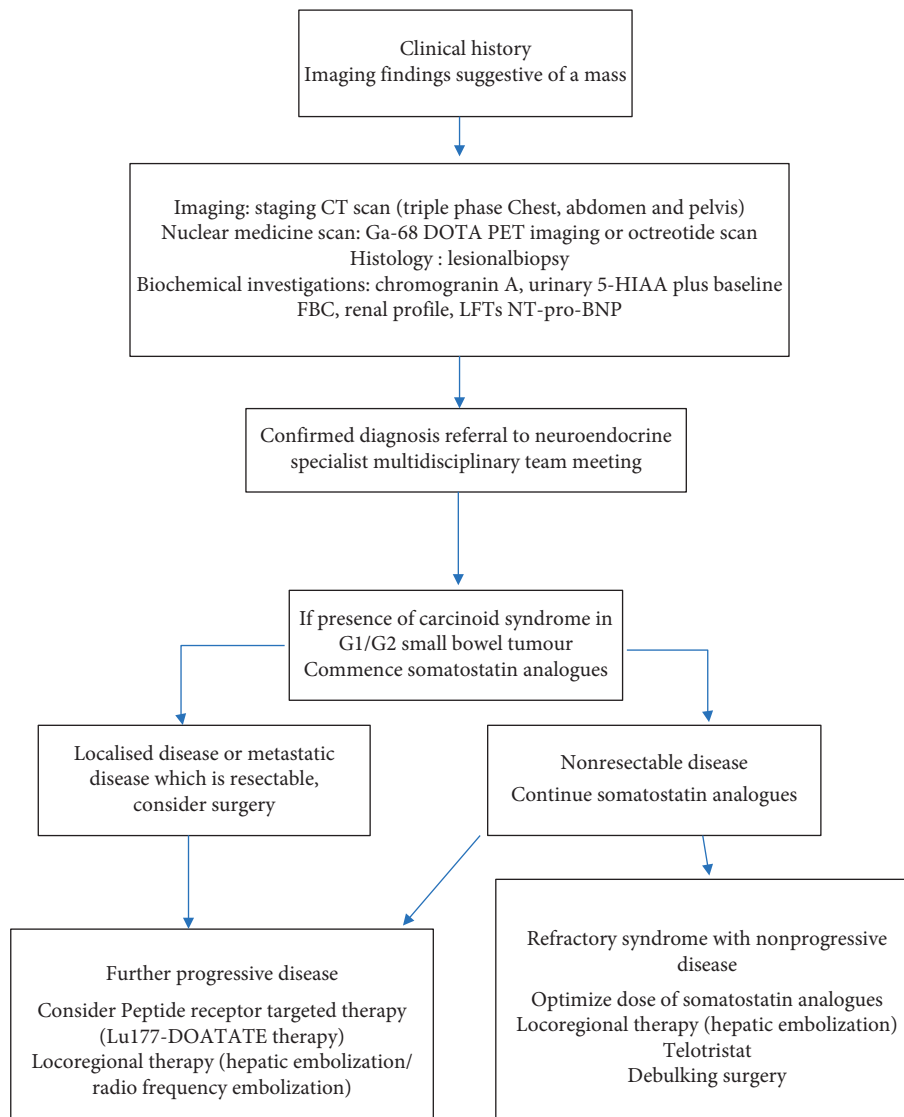 Clinical history
Imaging findings suggestive of a mass
Imaging: staging CT scan (triple phase Chest, abdomen and pelvis)
Nuclear medicine scan: Ga-68 DOTA PET imaging or octreotide scan
Histology : lesionalbiopsy
Biochemical investigations: chromogranin A, urinary 5-HIAA plus baseline
FBC, renal profile, LFTs NT-pro-BNP
Confirmed diagnosis referral to neuroendocrine
specialist multidisciplinary team meeting
If presence of carcinoid syndrome in
G1/G2 small bowel tumour
Commence somatostatin analogues
Localised disease or metastatic
disease which is resectable,
consider surgery
Nonresectable disease
Continue somatostatin analogues
Further progressive disease
Consider Peptide receptor targeted therapy
(Lu177-DOATATE therapy)
Locoregional therapy (hepatic embolization/
radio frequency embolization)
Refractory syndrome with nonprogressive
disease
Optimize dose of somatostatin analogues
Locoregional therapy (hepatic embolization)
Telotristat
Debulking surgery